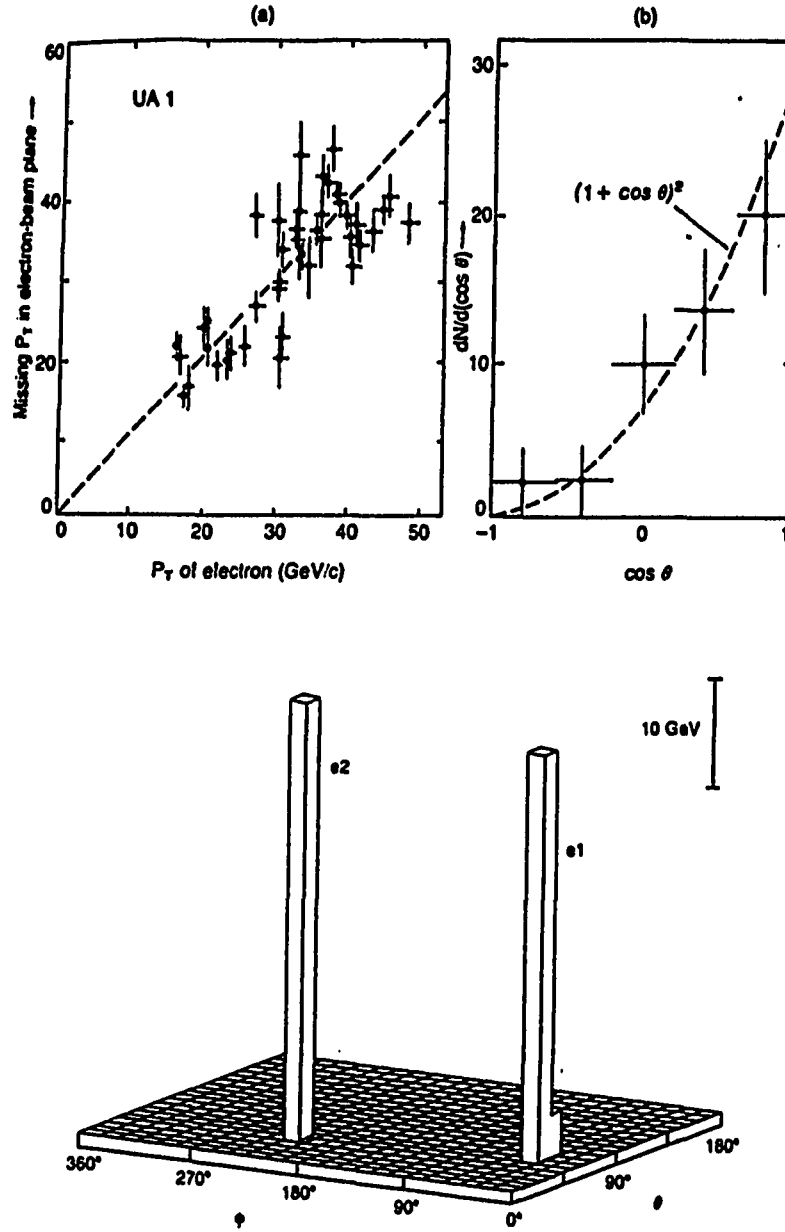 (a)
60
40
20
0
Missing P_T in electron-beam plane →
UA 1
0 10 20 30 40 50
P_T of electron (GeV/c)
(b)
30
20
10
0
dN/d(cos θ) →
(1 + cos θ)²
-1 0 1
cos θ
10 GeV
e2
e1
360° 270° 180° 90° 0°
φ
90° 180°
θ